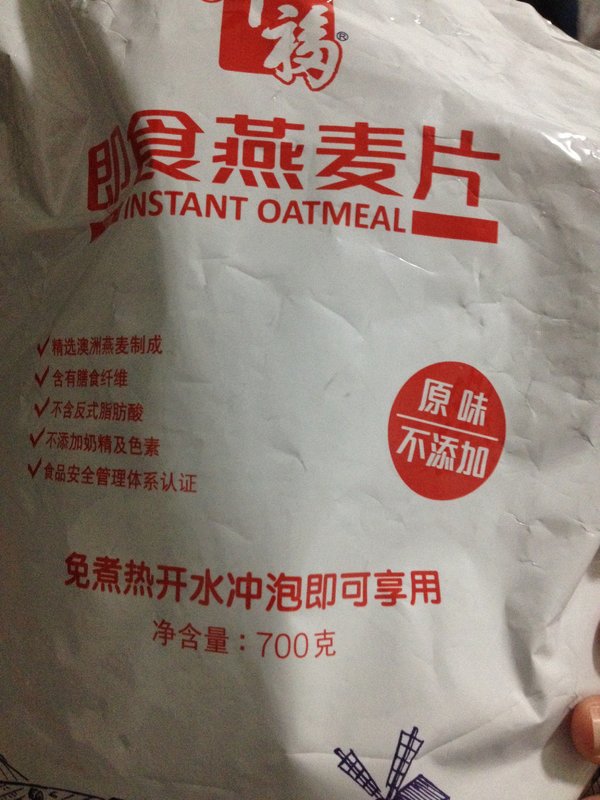 福®
即食燕麦片
INSTANT OATMEAL
✓精选澳洲燕麦制成
✓含有膳食纤维
✓不含反式脂肪酸
✓不添加奶精及色素
✓食品安全管理体系认证
原味
不添加
免煮热开水冲泡即可享用
净含量：700克